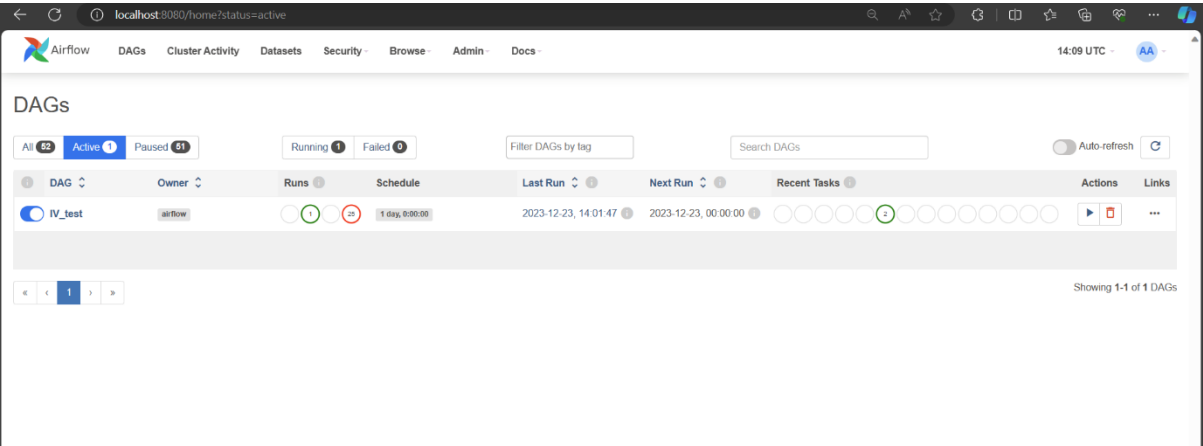 localhost:8080/home?status=active
Airflow DAGs Cluster Activity Datasets Security Browse Admin Docs 14:09 UTC AA
DAGs
All 52 Active 1 Paused 51 Running 1 Failed 0 Filter DAGs by tag Search DAGs Auto-refresh
DAG Owner Runs Schedule Last Run Next Run Recent Tasks Actions Links
IV_test airflow 1 25 1 day, 0:00:00 2023-12-23, 14:01:47 2023-12-23, 00:00:00 2 ...
« ‹ 1 › » Showing 1-1 of 1 DAGs